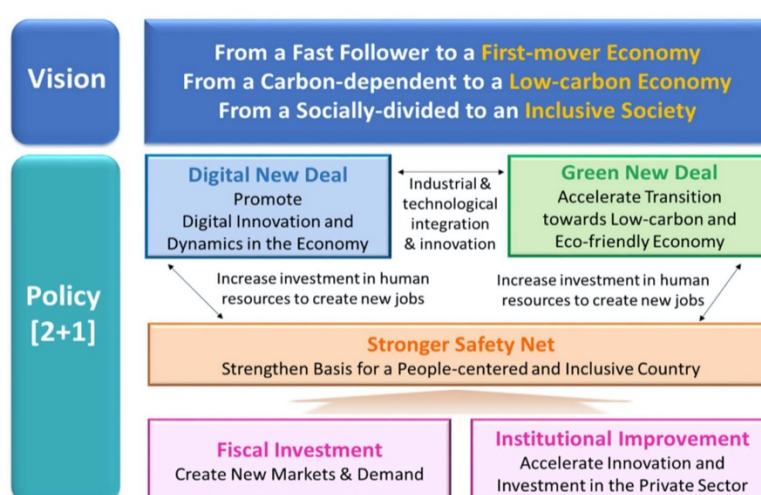 Vision
From a Fast Follower to a First-mover Economy
From a Carbon-dependent to a Low-carbon Economy
From a Socially-divided to an Inclusive Society
Policy
[2+1]
Digital New Deal
Promote
Digital Innovation and
Dynamics in the Economy
Industrial &
technological
integration
& innovation
Green New Deal
Accelerate Transition
towards Low-carbon and
Eco-friendly Economy
Increase investment in human
resources to create new jobs
Increase investment in human
resources to create new jobs
Stronger Safety Net
Strengthen Basis for a People-centered and Inclusive Country
Fiscal Investment
Create New Markets & Demand
Institutional Improvement
Accelerate Innovation and
Investment in the Private Sector